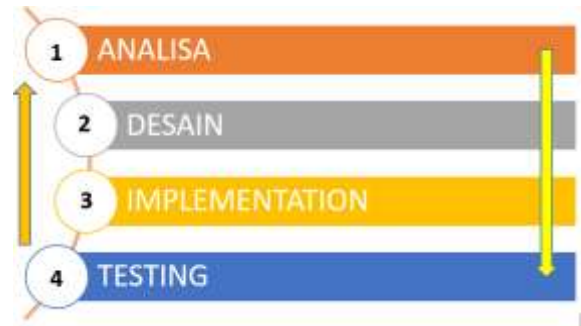 1 ANALISA
2 DESAIN
3 IMPLEMENTATION
4 TESTING